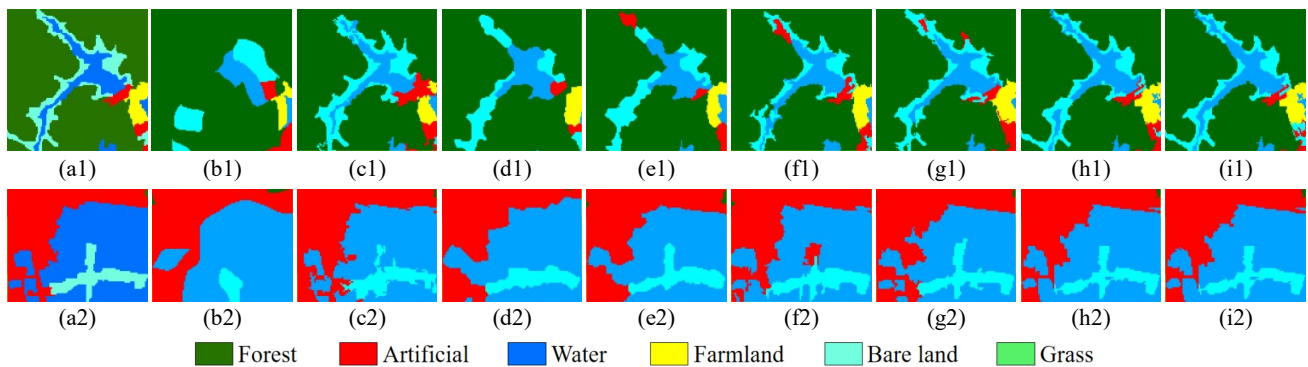 (a1) (b1) (c1) (d1) (e1) (f1) (g1) (h1) (i1)
(a2) (b2) (c2) (d2) (e2) (f2) (g2) (h2) (i2)
Forest Artificial Water Farmland Bare land Grass